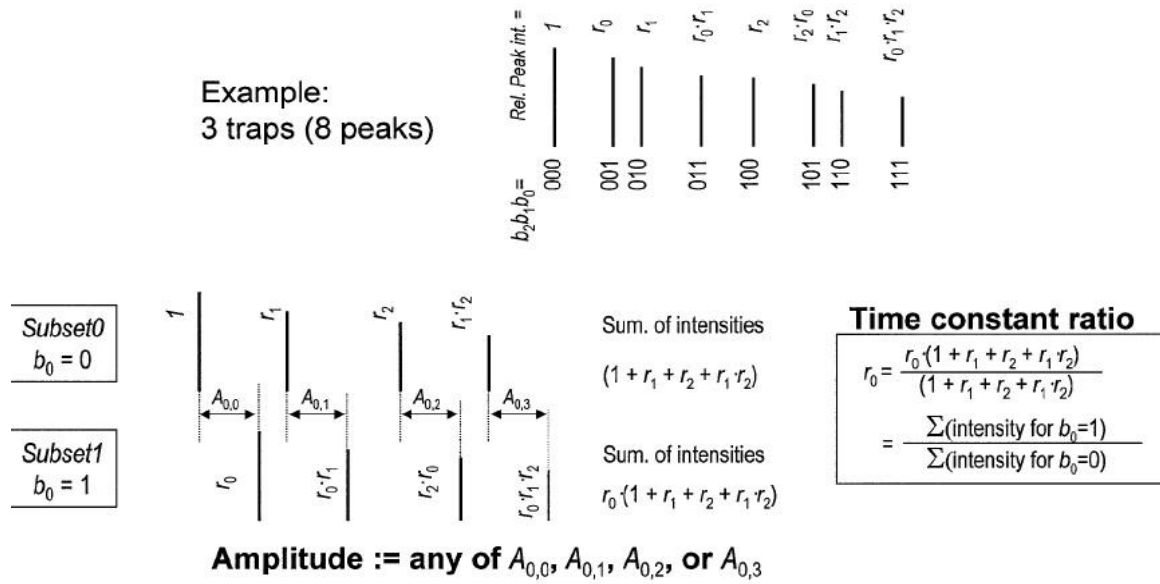 Rel. Peak int. = 1 r₀ r₁ r₀·r₁ r₂ r₂·r₀ r₁·r₂ r₀·r₁·r₂
Example:
3 traps (8 peaks)
b₂b₁b₀= 000 001 010 011 100 101 110 111
Subset0
b₀ = 0
1 r₁ r₂ r₁·r₂
Sum. of intensities
(1 + r₁ + r₂ + r₁·r₂)
A₀,₀ A₀,₁ A₀,₂ A₀,₃
Subset1
b₀ = 1
r₀ r₀·r₁ r₂·r₀ r₀·r₁·r₂
Sum. of intensities
r₀·(1 + r₁ + r₂ + r₁·r₂)
Time constant ratio
r₀ = r₀·(1 + r₁ + r₂ + r₁·r₂)
(1 + r₁ + r₂ + r₁·r₂)
= Σ(intensity for b₀=1)
Σ(intensity for b₀=0)
Amplitude := any of A₀,₀, A₀,₁, A₀,₂, or A₀,₃